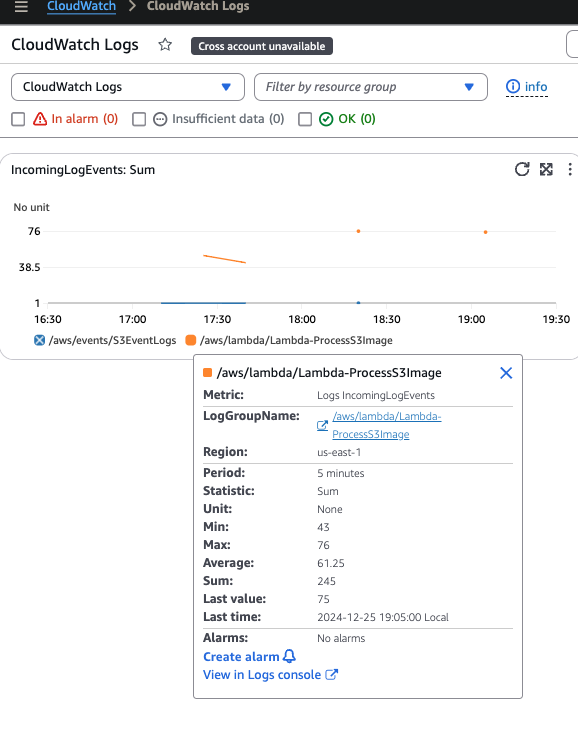 CloudWatch > CloudWatch Logs
CloudWatch Logs Cross account unavailable
CloudWatch Logs Filter by resource group info
In alarm (0) Insufficient data (0) OK (0)
IncomingLogEvents: Sum
No unit
76
38.5
1
16:30 17:00 17:30 18:00 18:30 19:00 19:30
/aws/events/S3EventLogs /aws/lambda/Lambda-ProcessS3Image
/aws/lambda/Lambda-ProcessS3Image
Metric: Logs IncomingLogEvents
LogGroupName: /aws/lambda/Lambda-
ProcessS3Image
Region: us-east-1
Period: 5 minutes
Statistic: Sum
Unit: None
Min: 43
Max: 76
Average: 61.25
Sum: 245
Last value: 75
Last time: 2024-12-25 19:05:00 Local
Alarms: No alarms
Create alarm
View in Logs console